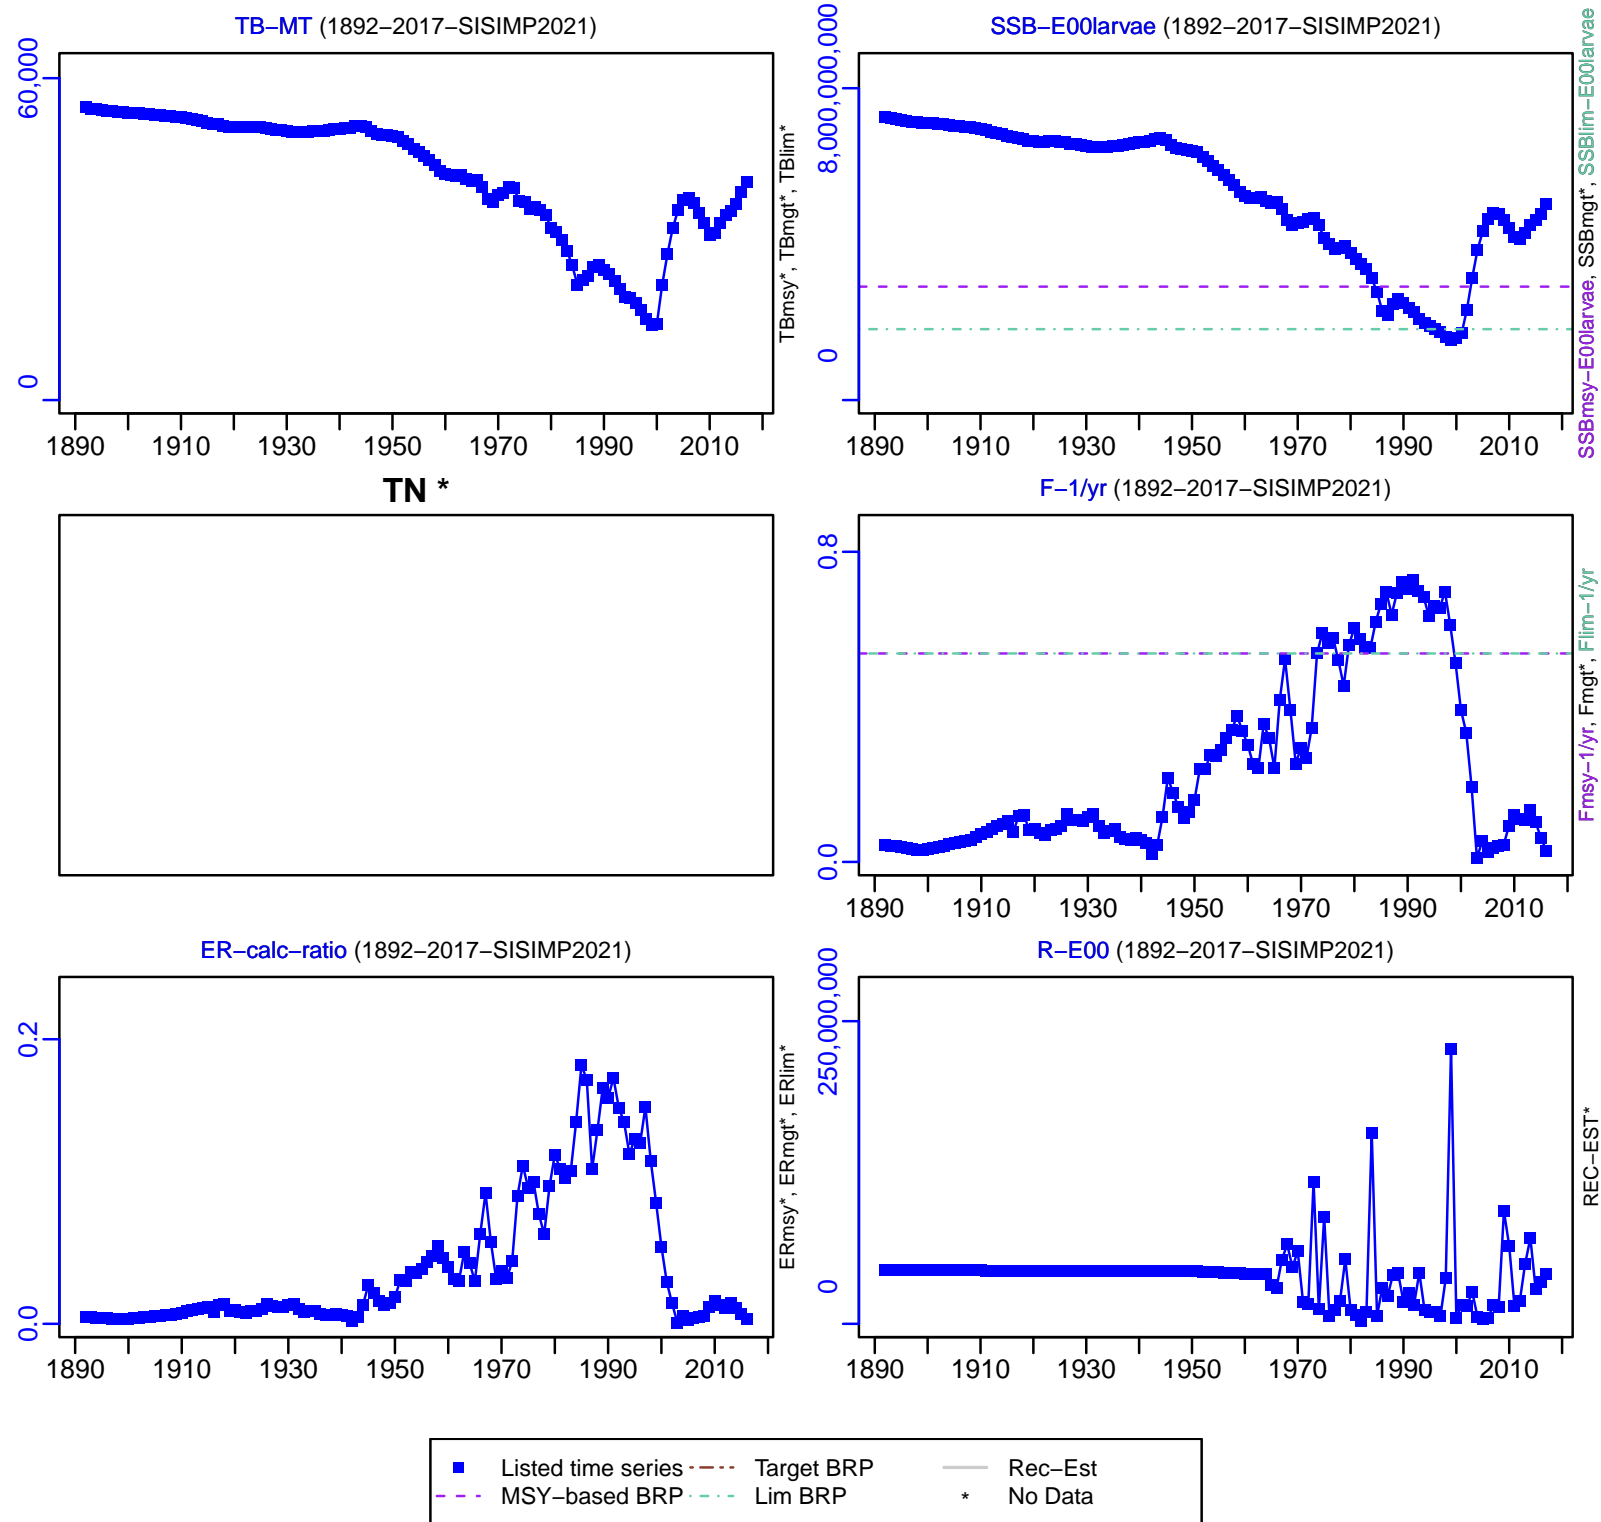 TB−MT (1892−2017−SISIMP2021)
60,000
0
TBmsy*, TBmgt*, TBlim*
1890 1910 1930 1950 1970 1990 2010
SSB−E00larvae (1892−2017−SISIMP2021)
8,000,000
0
SSBmsy−E00larvae, SSBmgt*, SSBlim−E00larvae
1890 1910 1930 1950 1970 1990 2010
TN *
F−1/yr (1892−2017−SISIMP2021)
0.8
0.0
Fmsy−1/yr, Fmgt*, Flim−1/yr
1890 1910 1930 1950 1970 1990 2010
ER−calc−ratio (1892−2017−SISIMP2021)
0.2
0.0
ERmsy*, ERmgt*, ERlim*
1890 1910 1930 1950 1970 1990 2010
R−E00 (1892−2017−SISIMP2021)
250,000,000
0
REC−EST*
1890 1910 1930 1950 1970 1990 2010
Listed time series Target BRP Rec−Est
MSY−based BRP Lim BRP * No Data